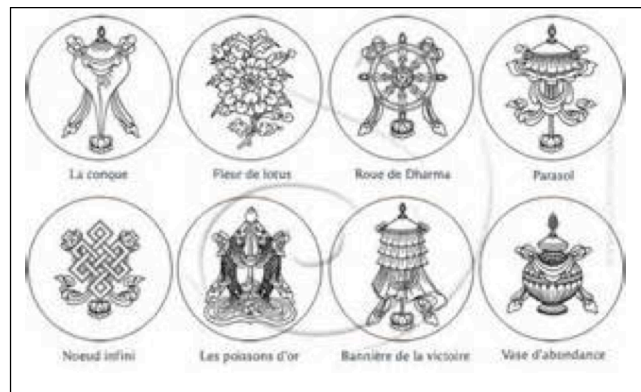 La conque
Fleur de lotus
Roue de Dharma
Parasol
Noeud infini
Les poissons d'or
Bannière de la victoire
Vase d'abondance